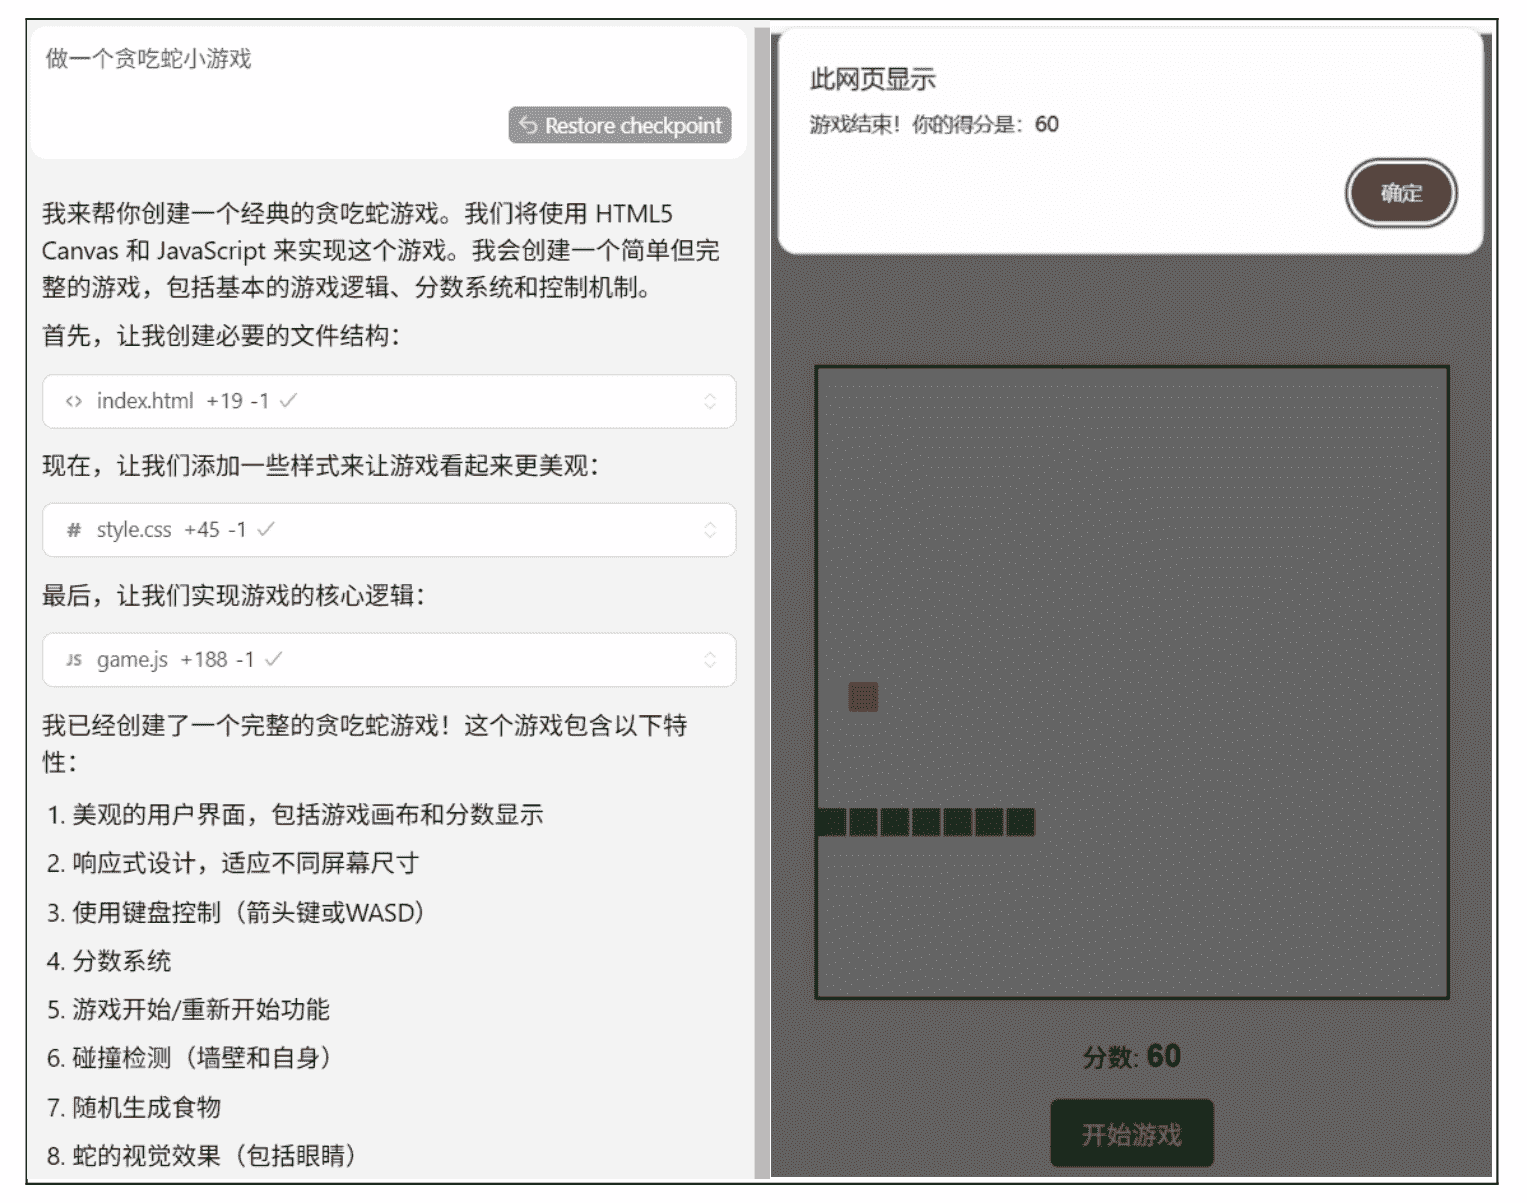 做一个贪吃蛇小游戏
Restore checkpoint
我来帮你创建一个经典的贪吃蛇游戏。我们将使用 HTML5
Canvas 和 JavaScript 来实现这个游戏。我会创建一个简单但完
整的游戏，包括基本的游戏逻辑、分数系统和控制机制。
首先，让我创建必要的文件结构：
<> index.html +19 -1
现在，让我们添加一些样式来让游戏看起来更美观：
# style.css +45 -1
最后，让我们实现游戏的核心逻辑：
JS game.js +188 -1
我已经创建了一个完整的贪吃蛇游戏！这个游戏包含以下特
性：
1. 美观的用户界面，包括游戏画布和分数显示
2. 响应式设计，适应不同屏幕尺寸
3. 使用键盘控制（箭头键或WASD）
4. 分数系统
5. 游戏开始/重新开始功能
6. 碰撞检测（墙壁和自身）
7. 随机生成食物
8. 蛇的视觉效果（包括眼睛）
此网页显示
游戏结束！你的得分是：60
确定
分数: 60
开始游戏